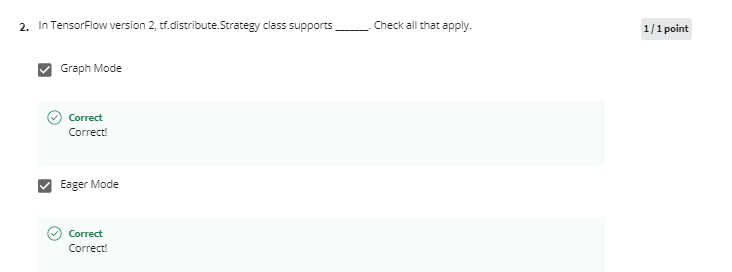 2. In TensorFlow version 2, tf.distribute.Strategy class supports ______. Check all that apply.
1 / 1 point
Graph Mode
Correct
Correct!
Eager Mode
Correct
Correct!